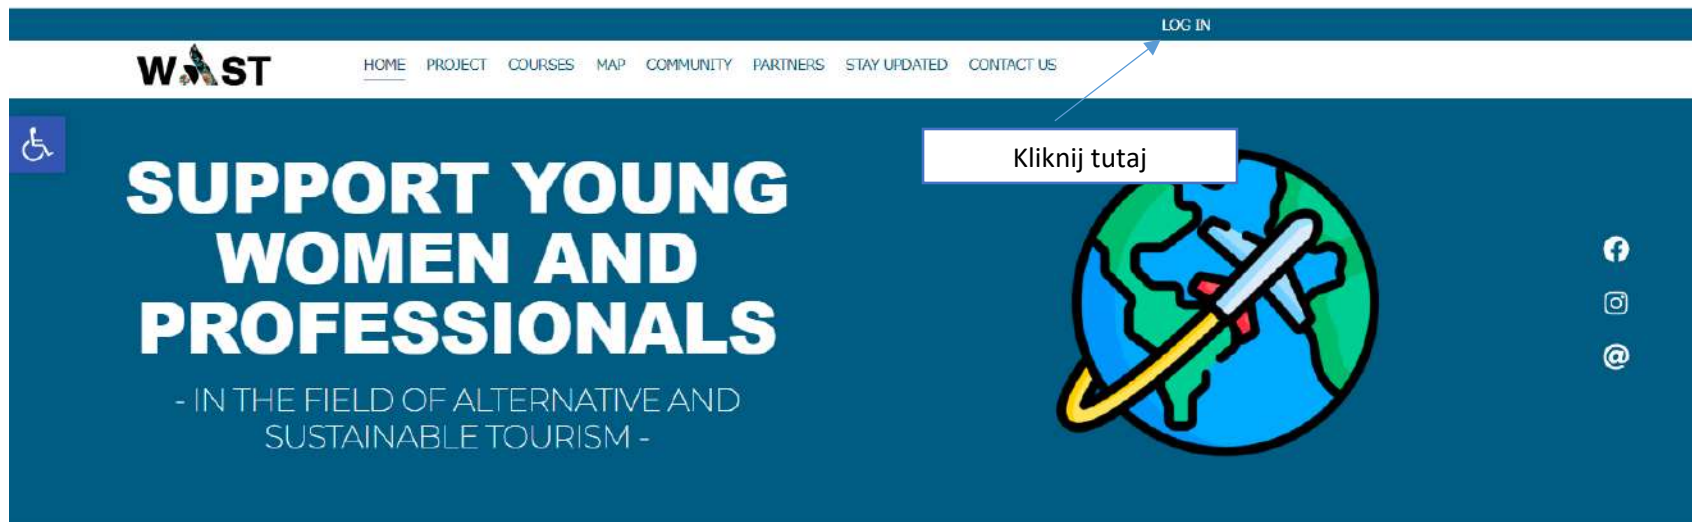 LOG IN
WAST
HOME PROJECT COURSES MAP COMMUNITY PARTNERS STAY UPDATED CONTACT US
Kliknij tutaj
SUPPORT YOUNG
WOMEN AND
PROFESSIONALS
- IN THE FIELD OF ALTERNATIVE AND
SUSTAINABLE TOURISM -